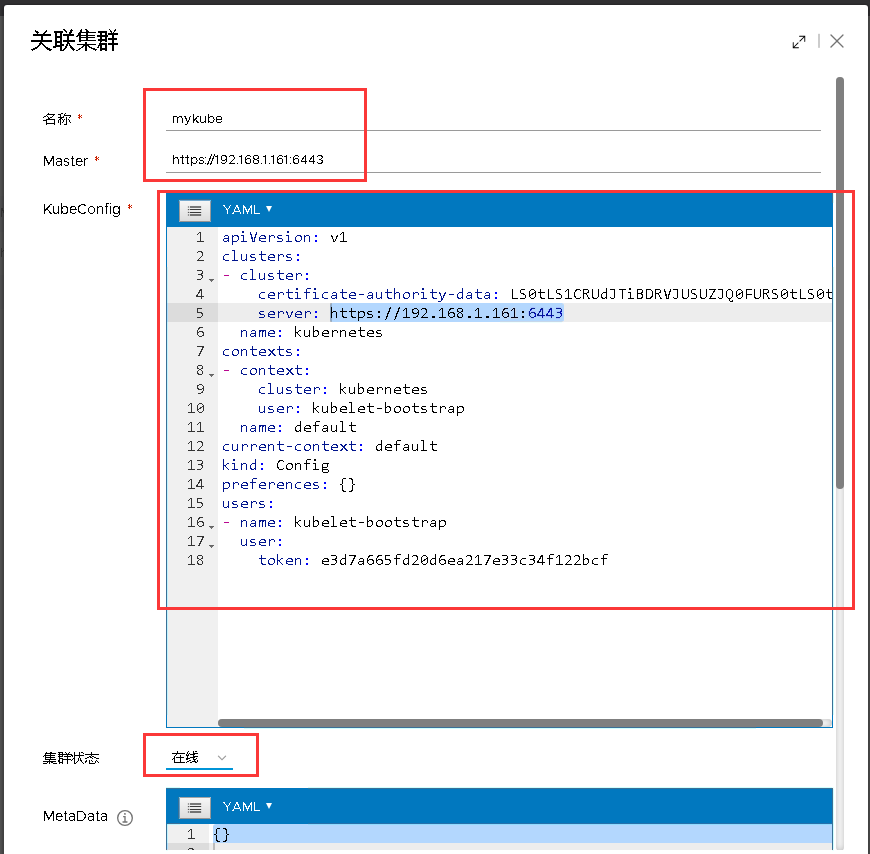 关联集群
名称 *
mykube
Master *
https://192.168.1.161:6443
KubeConfig *
YAML ▼
1 apiVersion: v1
2 clusters:
3 - cluster:
4 certificate-authority-data: LS0tLS1CRUdJTiBDRVJUSUZJQ0FURS0tLS0t
5 server: https://192.168.1.161:6443
6 name: kubernetes
7 contexts:
8 - context:
9 cluster: kubernetes
10 user: kubelet-bootstrap
11 name: default
12 current-context: default
13 kind: Config
14 preferences: {}
15 users:
16 - name: kubelet-bootstrap
17 user:
18 token: e3d7a665fd20d6ea217e33c34f122bcf
集群状态
在线
MetaData
YAML ▼
1 {}